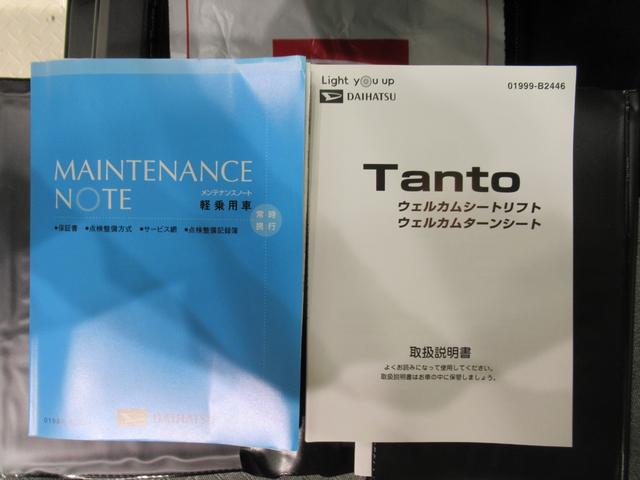 MAINTENANCE
NOTE
メンテナンスノート
軽乗用車
常時
携行
●保証書 ●点検整備方式 ●サービス網 ●点検整備記録簿
DAIHATSU
Light you up
DAIHATSU
01999-B2446
Tanto
ウェルカムシートリフト
ウェルカムターンシート
取扱説明書
よくお読みになって使用してください。
取扱説明書はお車の中に保管しましょう。